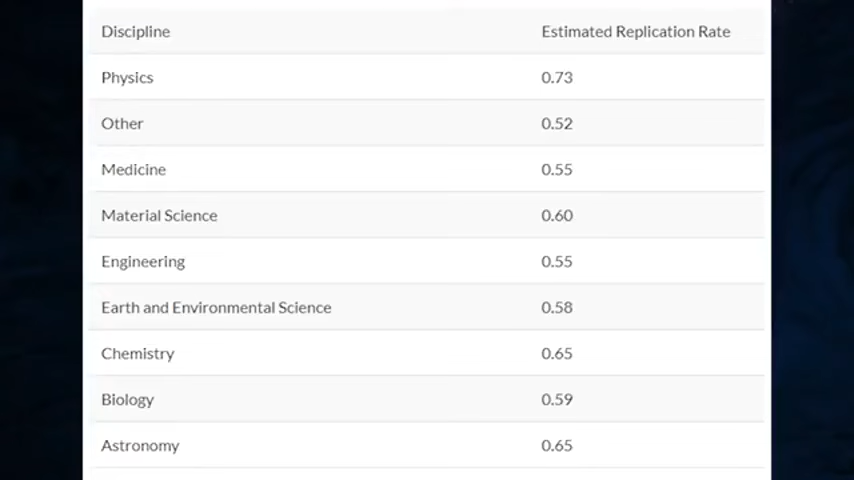 Discipline Estimated Replication Rate
Physics 0.73
Other 0.52
Medicine 0.55
Material Science 0.60
Engineering 0.55
Earth and Environmental Science 0.58
Chemistry 0.65
Biology 0.59
Astronomy 0.65